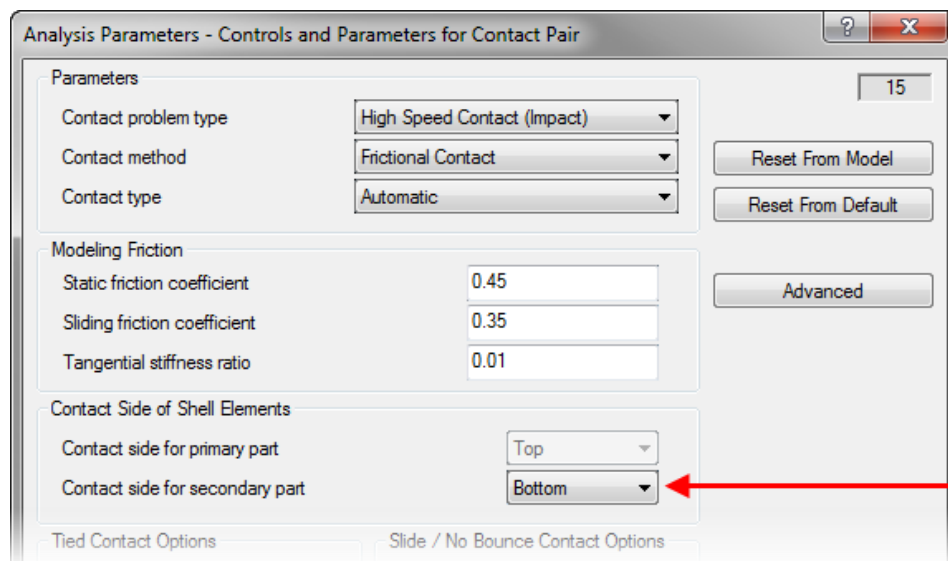 Analysis Parameters - Controls and Parameters for Contact Pair
?
X
Parameters
15
Contact problem type High Speed Contact (Impact)
Contact method Frictional Contact
Reset From Model
Contact type Automatic
Reset From Default
Modeling Friction
Static friction coefficient 0.45
Advanced
Sliding friction coefficient 0.35
Tangential stiffness ratio 0.01
Contact Side of Shell Elements
Contact side for primary part Top
Contact side for secondary part Bottom
Tied Contact Options
Slide / No Bounce Contact Options